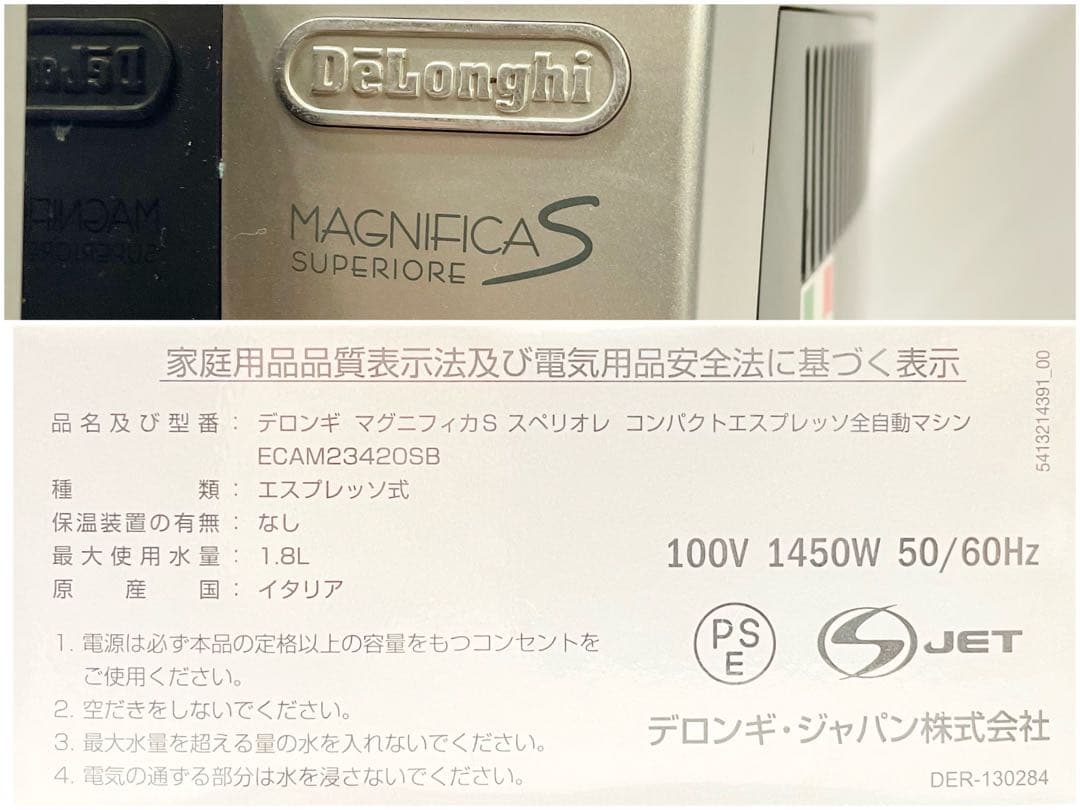 DēLonghi
MAGNIFICA S
SUPERIORE
家庭用品品質表示法及び電気用品安全法に基づく表示
品名及び型番：デロンギ マグニフィカS スペリオレ コンパクトエスプレッソ全自動マシン
ECAM23420SB
種類：エスプレッソ式
保温装置の有無：なし
最大使用水量：1.8L
原産国：イタリア
5413214391_00
100V 1450W 50/60Hz
PS
E
S JET
1. 電源は必ず本品の定格以上の容量をもつコンセントを
ご使用ください。
2. 空だきをしないでください。
3. 最大水量を超える量の水を入れないでください。
4. 電気の通ずる部分は水を浸さないでください。
デロンギ・ジャパン株式会社
DER-130284